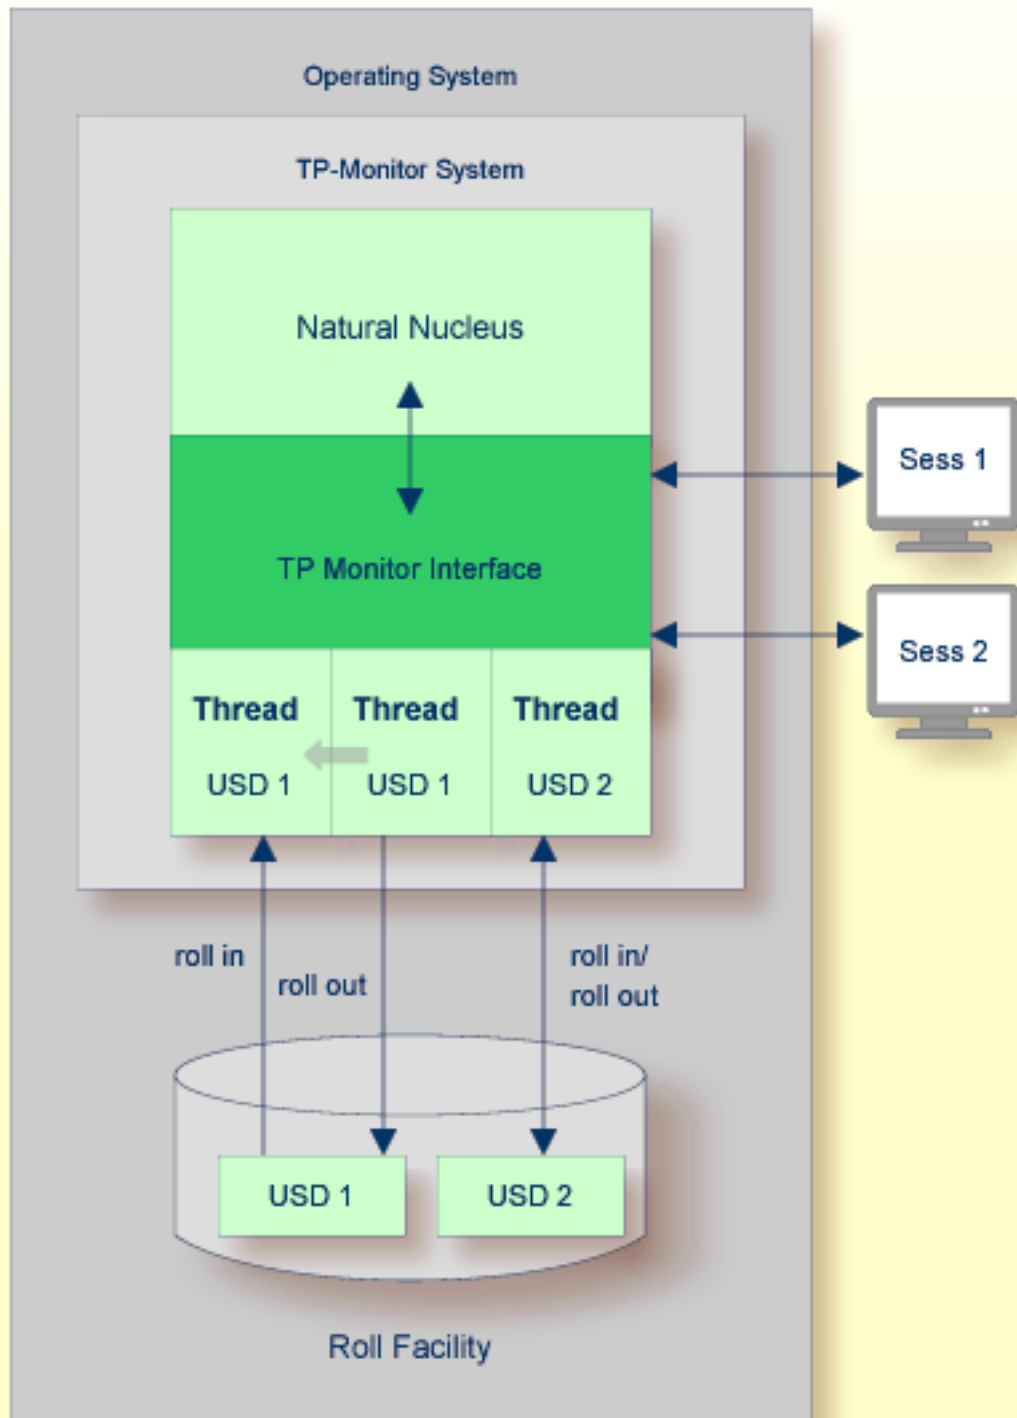 Operating System
TP-Monitor System
Natural Nucleus
Sess 1
TP Monitor Interface
Sess 2
Thread Thread Thread
USD 1 USD 1 USD 2
roll in
roll out
roll in/
roll out
USD 1 USD 2
Roll Facility